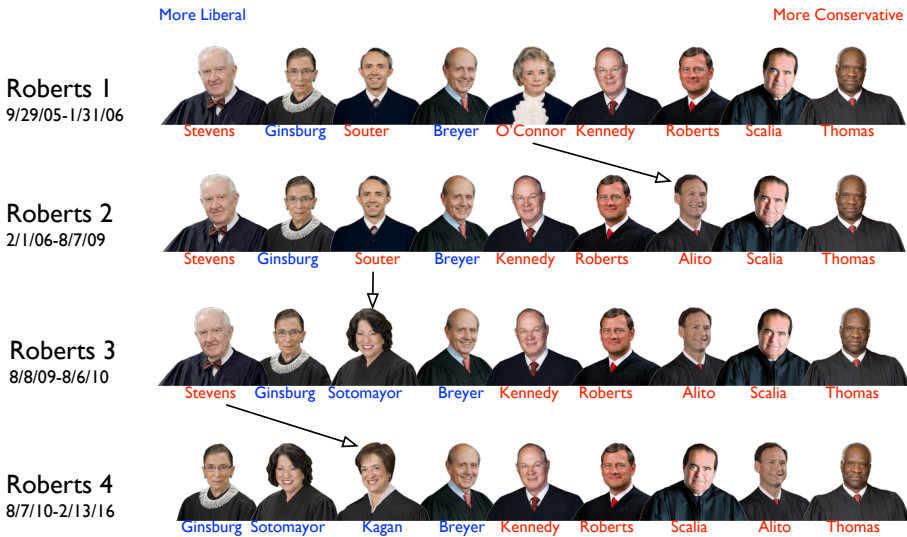 More Liberal More Conservative
Roberts 1
9/29/05-1/31/06
Stevens Ginsburg Souter Breyer O'Connor Kennedy Roberts Scalia Thomas
Roberts 2
2/1/06-8/7/09
Stevens Ginsburg Souter Breyer Kennedy Roberts Alito Scalia Thomas
Roberts 3
8/8/09-8/6/10
Stevens Ginsburg Sotomayor Breyer Kennedy Roberts Alito Scalia Thomas
Roberts 4
8/7/10-2/13/16
Ginsburg Sotomayor Kagan Breyer Kennedy Roberts Scalia Alito Thomas